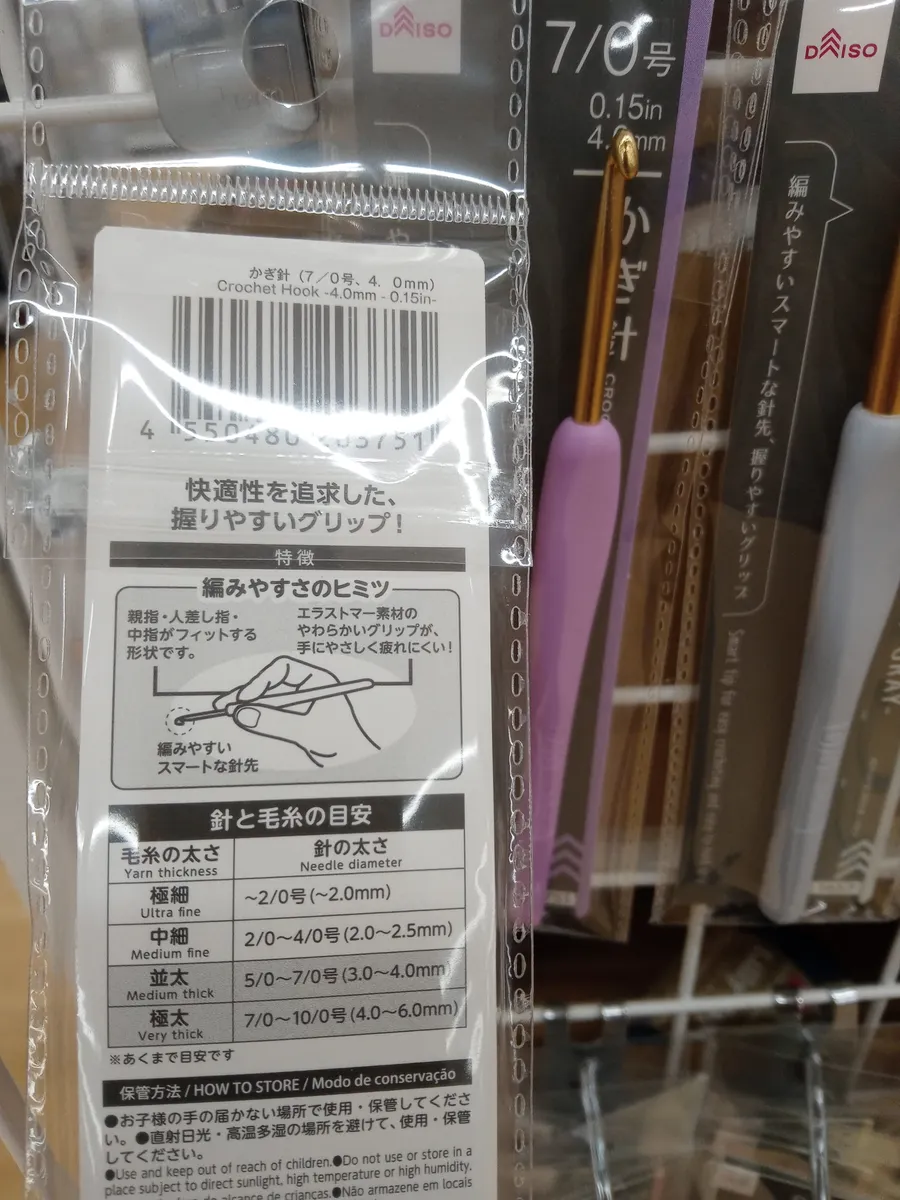 DAISO
かぎ針（7／0号、4．0mm）
Crochet Hook -4.0mm - 0.15in-
快適性を追求した、
握りやすいグリップ！
特徴
編みやすさのヒミツ
親指・人差し指・
中指がフィットする
形状です。
エラストマー素材の
やわらかいグリップが、
手にやさしく疲れにくい！
編みやすい
スマートな針先
針と毛糸の目安
毛糸の太さ
Yarn thickness
針の太さ
Needle diameter
極細
Ultra fine
~2/0号(~2.0mm)
中細
Medium fine
2/0～4/0号(2.0～2.5mm)
並太
Medium thick
5/0～7/0号(3.0～4.0mm)
極太
Very thick
7/0～10/0号(4.0～6.0mm)
※あくまで目安です
保管方法 / HOW TO STORE / Modo de conservação
●お子様の手の届かない場所で使用・保管してくださ
い。●直射日光・高温多湿の場所を避けて、使用・保管
してください。
●Use and keep out of reach of children.●Do not use or store in a
place subject to direct sunlight, high temperature or high humidity.
alcance de crianças.●Não armazene em locais
7/0号
0.15in
かぎ針
DAISO
編みやすいスマートな針先、握りやすいグリップ